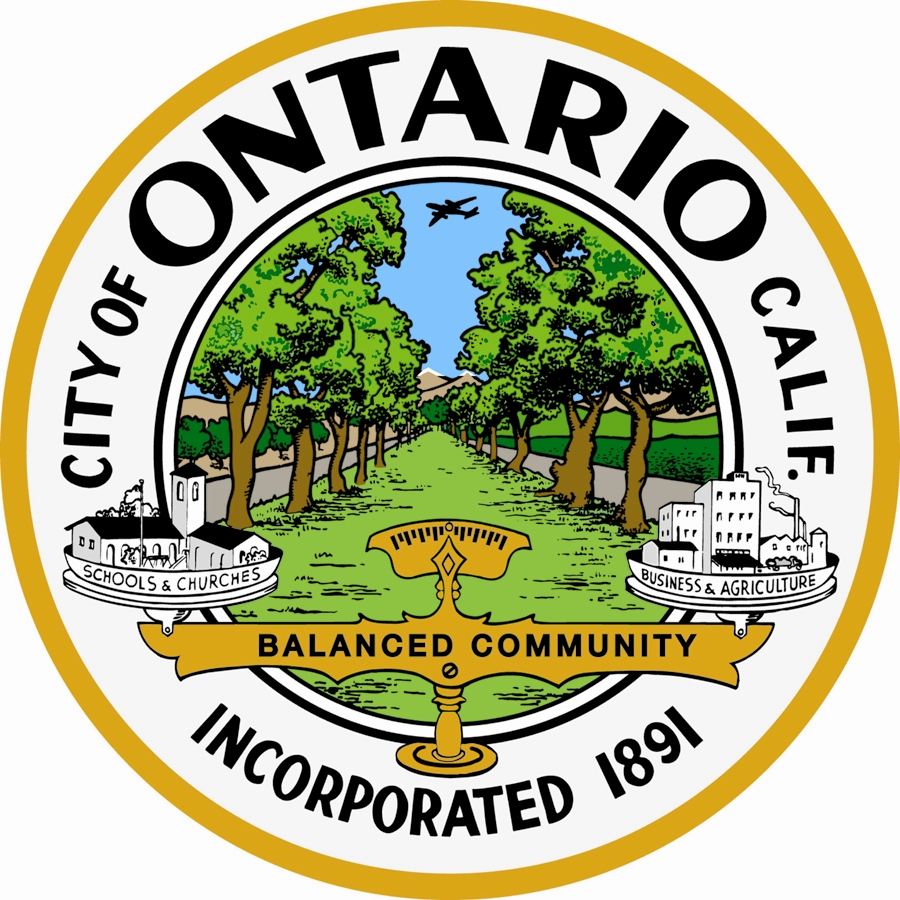 CITY OF ONTARIO CALIF.
SCHOOLS & CHURCHES
BUSINESS & AGRICULTURE
BALANCED COMMUNITY
INCORPORATED 1891